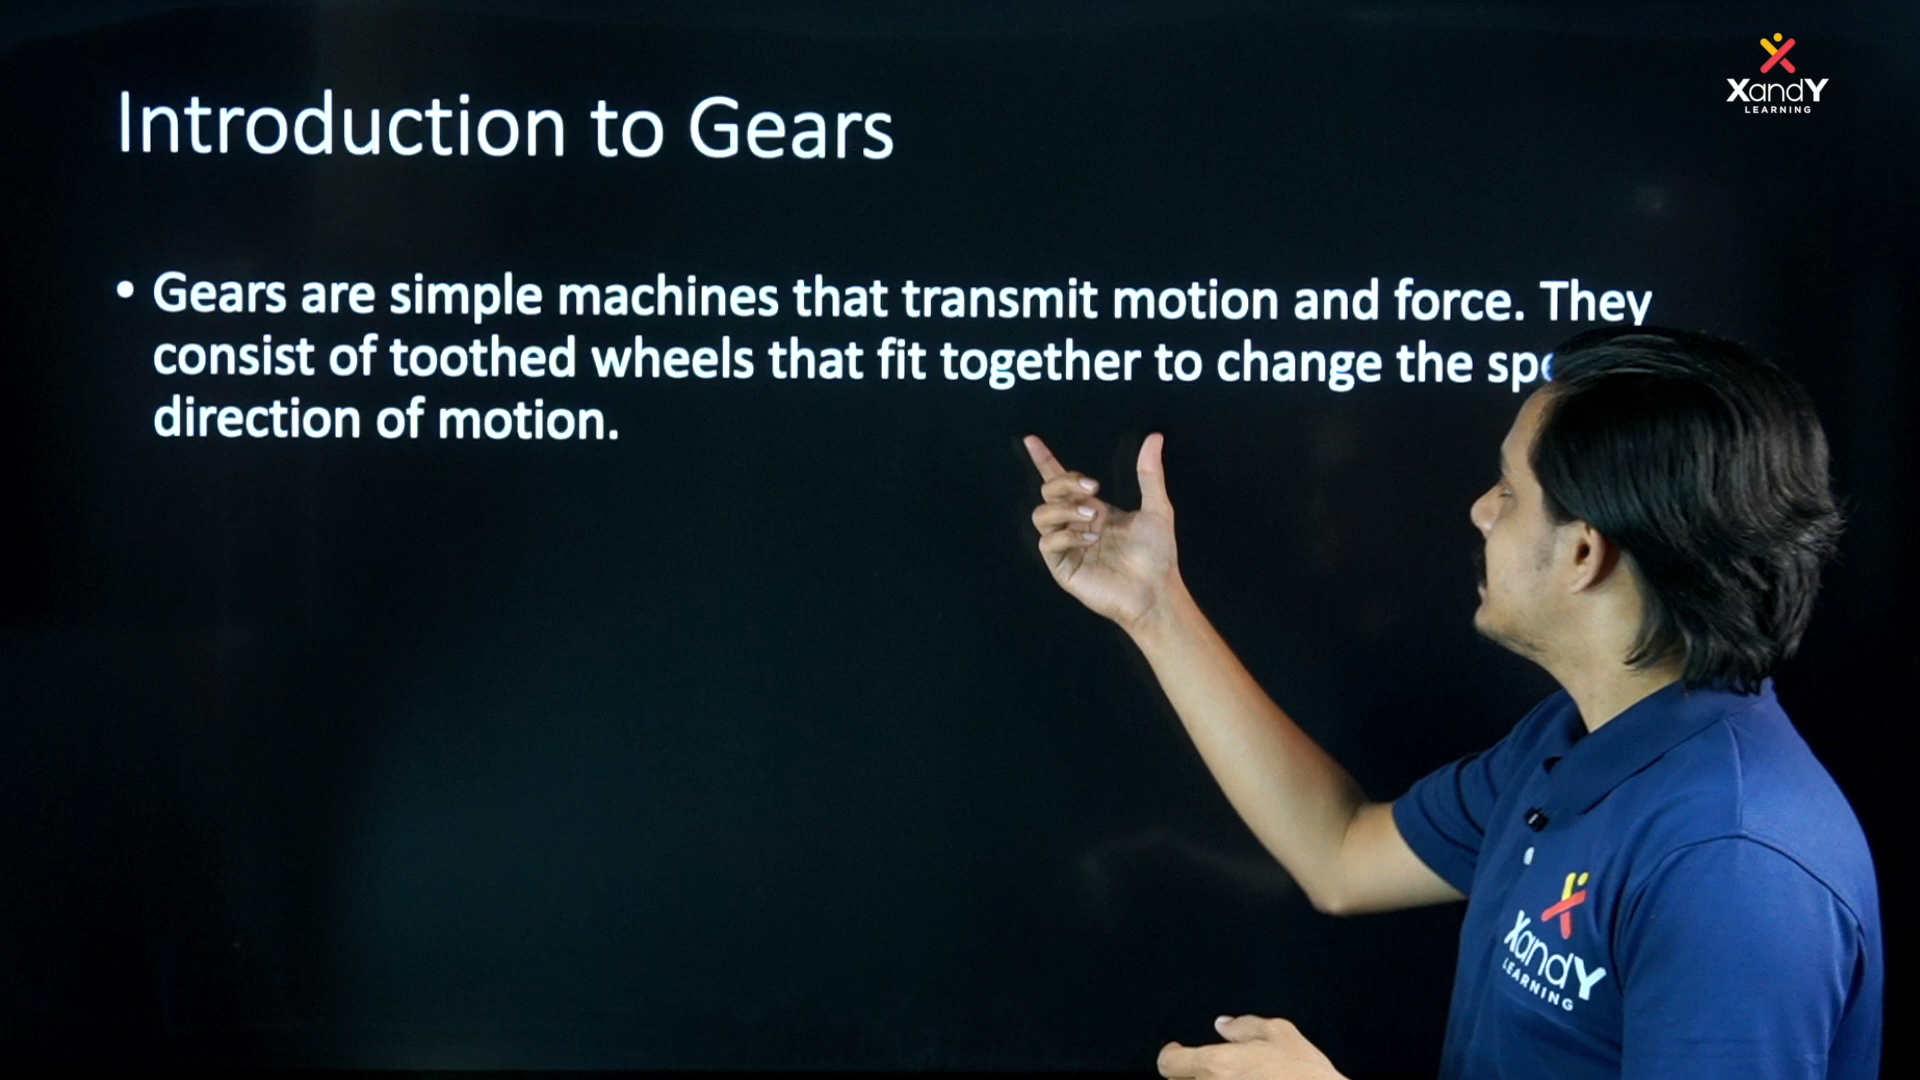 XandY
LEARNING
Introduction to Gears
• Gears are simple machines that transmit motion and force. They
consist of toothed wheels that fit together to change the
direction of motion.
XandY
LEARNING